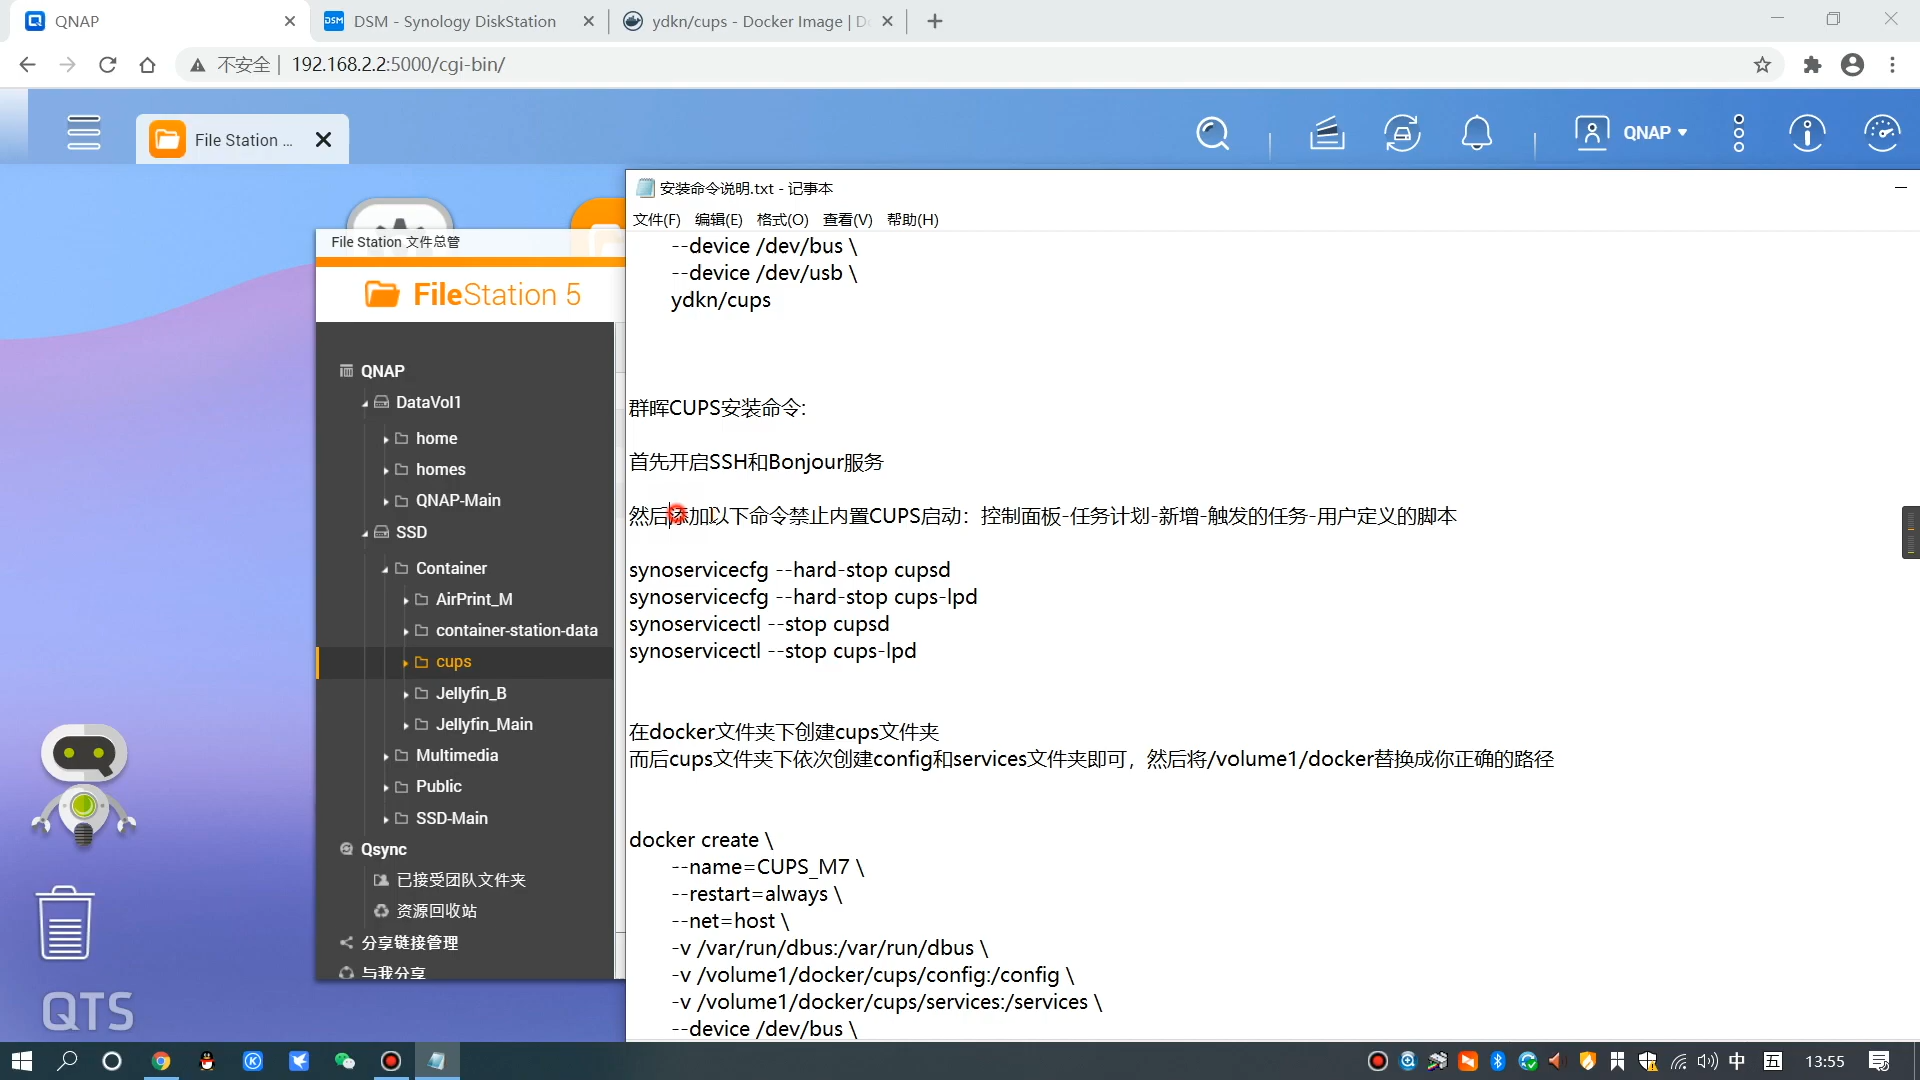 QNAP
DSM - Synology DiskStation
ydkn/cups - Docker Image | Do
不安全 | 192.168.2.2:5000/cgi-bin/
File Station ...
QNAP
安装命令说明.txt - 记事本
文件(F) 编辑(E) 格式(O) 查看(V) 帮助(H)
File Station 文件总管
FileStation 5
QNAP
DataVol1
home
homes
QNAP-Main
SSD
Container
AirPrint_M
container-station-data
cups
Jellyfin_B
Jellyfin_Main
Multimedia
Public
SSD-Main
Qsync
已接受团队文件夹
资源回收站
分享链接管理
与我分享
--device /dev/bus \
--device /dev/usb \
ydkn/cups
群晖CUPS安装命令:
首先开启SSH和Bonjour服务
然后添加以下命令禁止内置CUPS启动：控制面板-任务计划-新增-触发的任务-用户定义的脚本
synoservicecfg --hard-stop cupsd
synoservicecfg --hard-stop cups-lpd
synoservicectl --stop cupsd
synoservicectl --stop cups-lpd
在docker文件夹下创建cups文件夹
而后cups文件夹下依次创建config和services文件夹即可，然后将/volume1/docker替换成你正确的路径
docker create \
--name=CUPS_M7 \
--restart=always \
--net=host \
-v /var/run/dbus:/var/run/dbus \
-v /volume1/docker/cups/config:/config \
-v /volume1/docker/cups/services:/services \
--device /dev/bus \
QTS
中
五
13:55